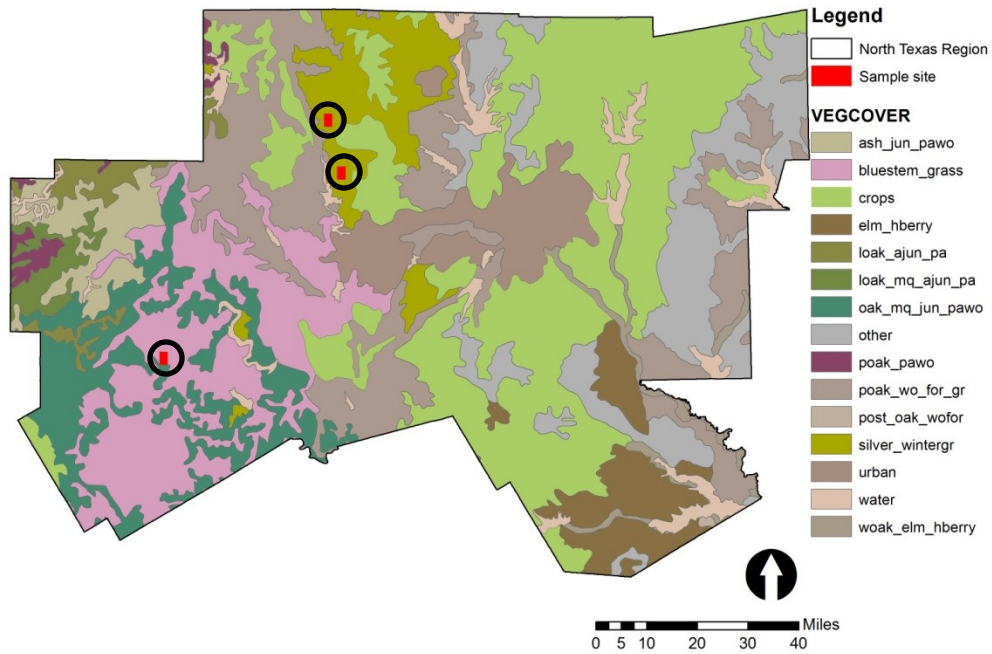 Legend
North Texas Region
Sample site
VEGCOVER
ash_jun_pawo
bluestem_grass
crops
elm_hberry
loak_ajun_pa
loak_mq_ajun_pa
oak_mq_jun_pawo
other
poak_pawo
poak_wo_for_gr
post_oak_wofor
silver_wintergr
urban
water
woak_elm_hberry
Miles
0 5 10 20 30 40